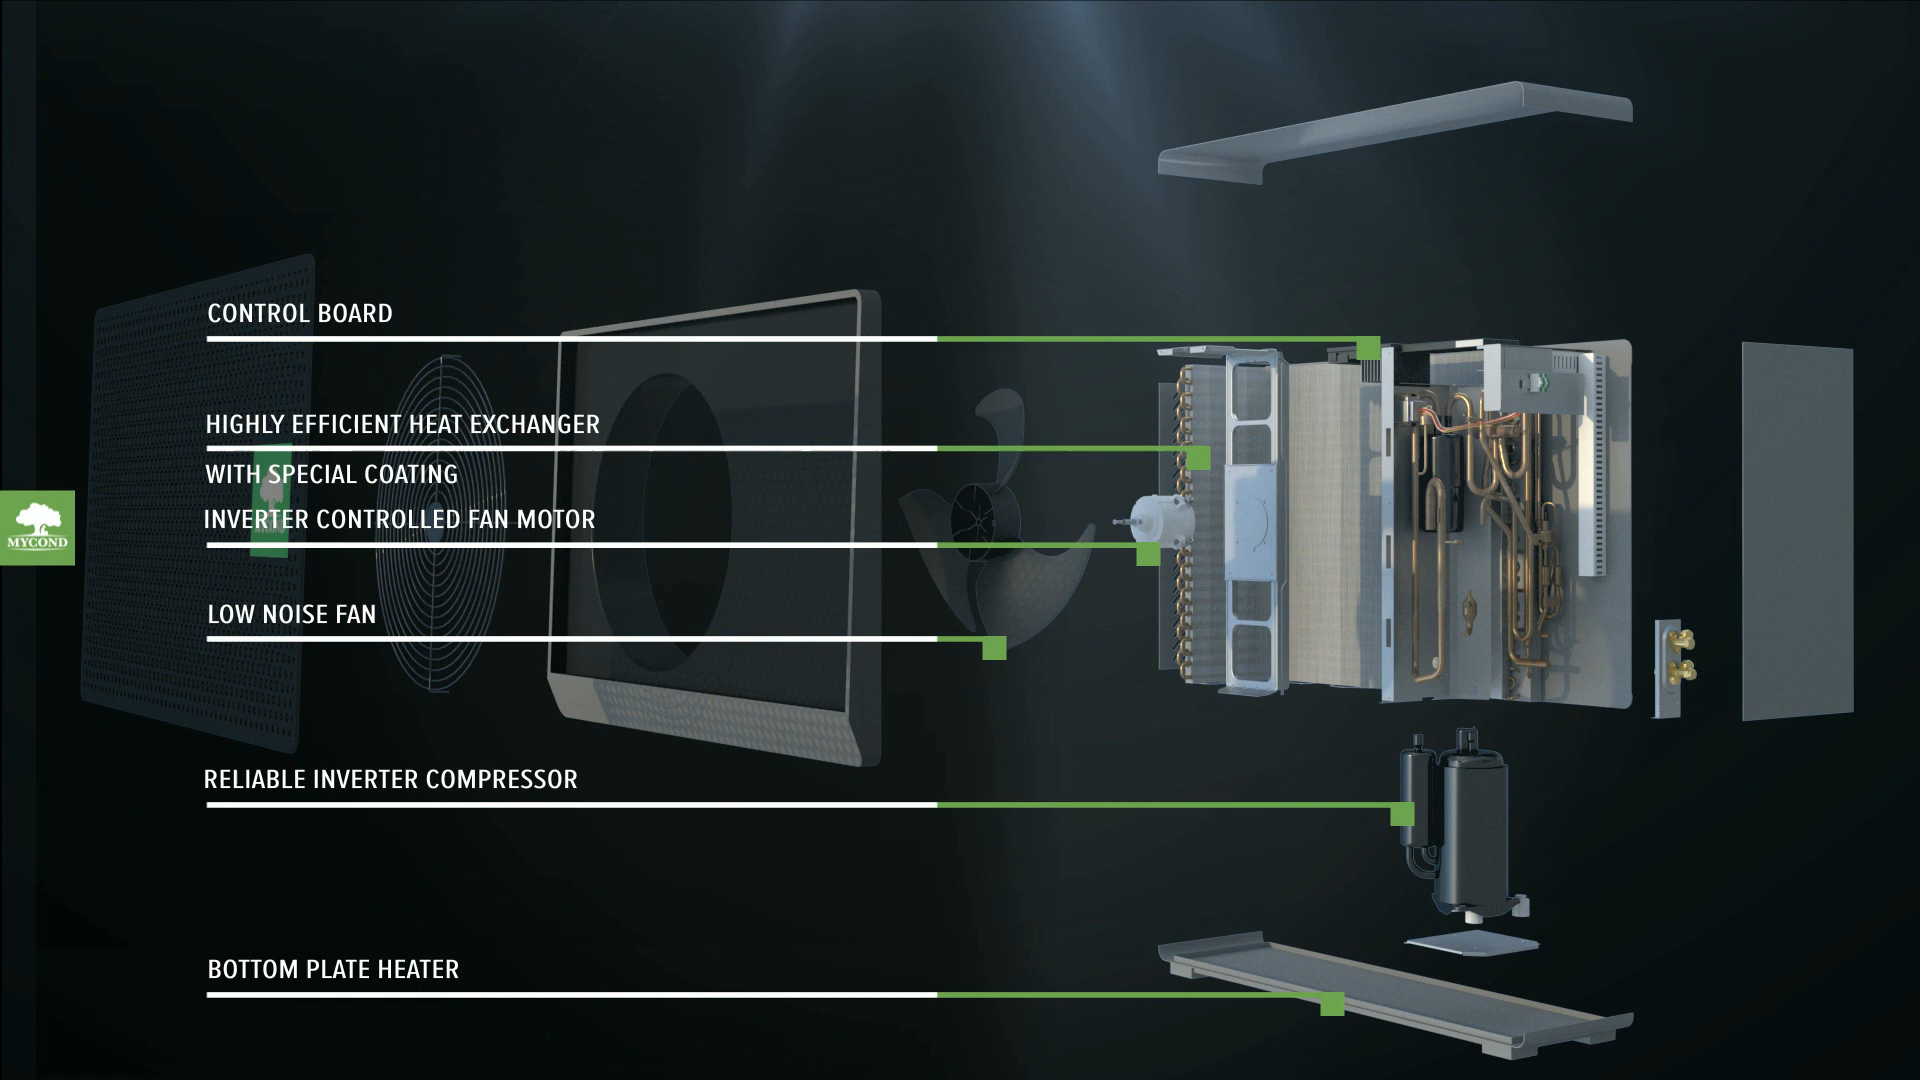 CONTROL BOARD
HIGHLY EFFICIENT HEAT EXCHANGER
WITH SPECIAL COATING
INVERTER CONTROLLED FAN MOTOR
MYCOND
LOW NOISE FAN
RELIABLE INVERTER COMPRESSOR
BOTTOM PLATE HEATER